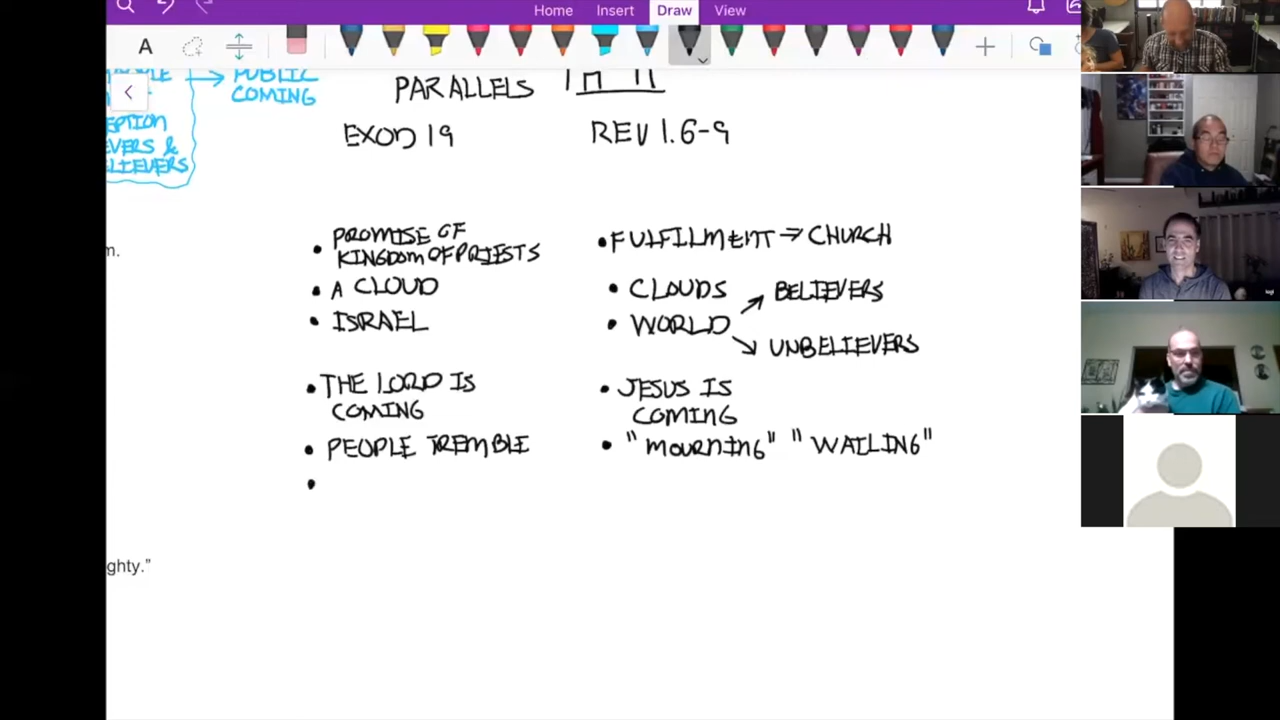 Home Insert Draw View
A
PUBLIC
COMING
PARALLELS
EXOD 19 REV 1.6-9
m.
• PROMISE OF
KINGDOM OF PRIESTS
• FULFILMENT → CHURCH
• A CLOUD
• CLOUDS
BELIEVERS
• ISRAEL
• WORLD
UNBELIEVERS
• THE LORD IS
COMING
• JESUS IS
COMING
• PEOPLE TREMBLE
• "MOURNING" "WAILING"
•
ghty."